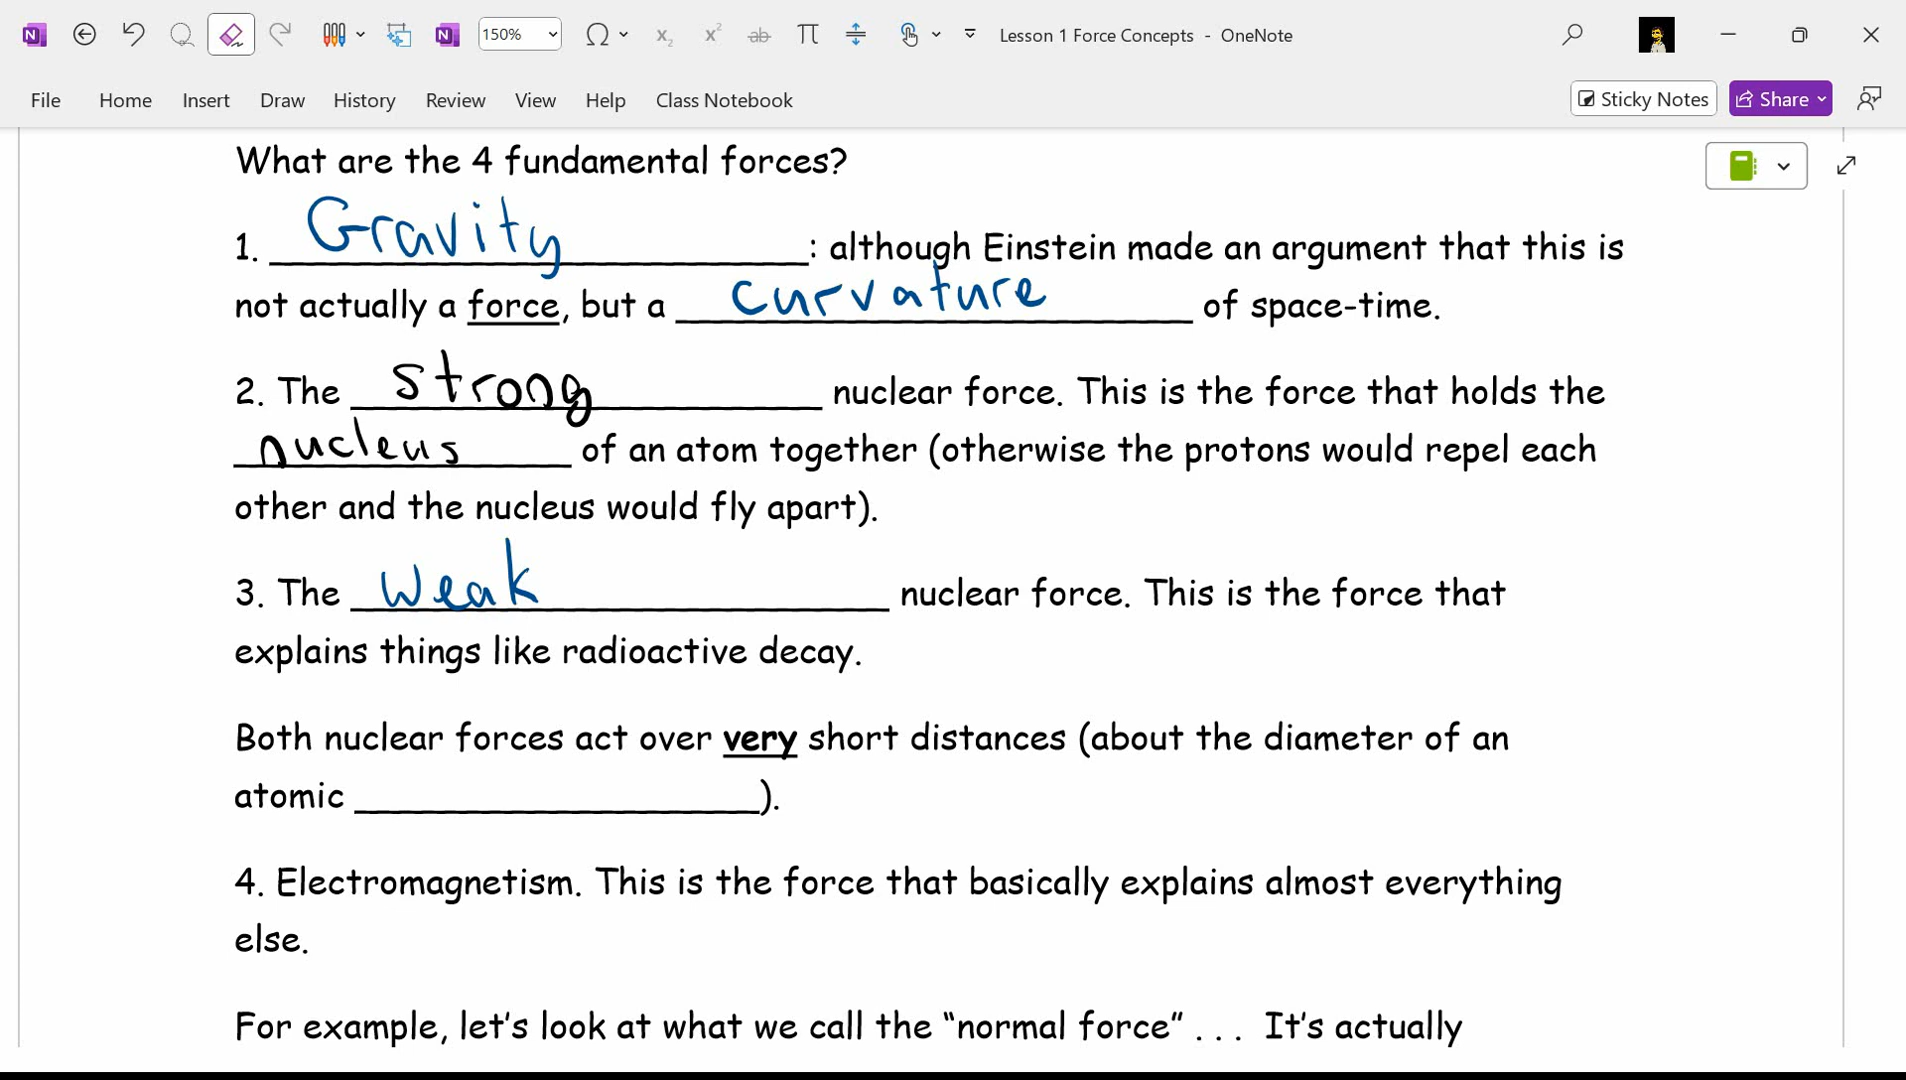 150% Ω x₂ x² ab π Lesson 1 Force Concepts - OneNote
File Home Insert Draw History Review View Help Class Notebook Sticky Notes Share
What are the 4 fundamental forces?
1. Gravity : although Einstein made an argument that this is
not actually a force, but a curvature of space-time.
2. The strong nuclear force. This is the force that holds the
nucleus of an atom together (otherwise the protons would repel each
other and the nucleus would fly apart).
3. The weak nuclear force. This is the force that
explains things like radioactive decay.
Both nuclear forces act over very short distances (about the diameter of an
atomic ____________________).
4. Electromagnetism. This is the force that basically explains almost everything
else.
For example, let's look at what we call the "normal force" . . . It's actually